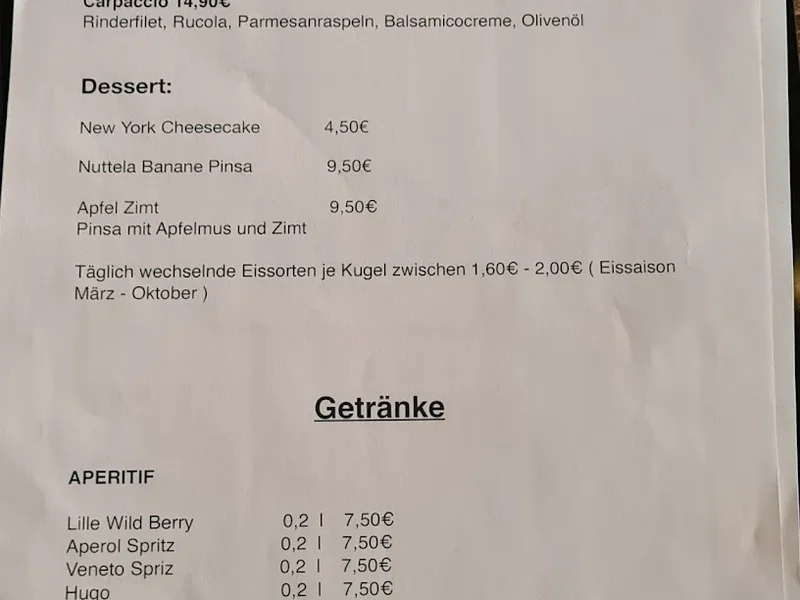 Carpaccio 14,90€
Rinderfilet, Rucola, Parmesanraspeln, Balsamicocreme, Olivenöl
Dessert:
New York Cheesecake 4,50€
Nuttela Banane Pinsa 9,50€
Apfel Zimt 9,50€
Pinsa mit Apfelmus und Zimt
Täglich wechselnde Eissorten je Kugel zwischen 1,60€ - 2,00€ ( Eissaison
März - Oktober )
Getränke
APERITIF
Lille Wild Berry 0,2 l 7,50€
Aperol Spritz 0,2 l 7,50€
Veneto Spriz 0,2 l 7,50€
Hugo 0,2 l 7,50€